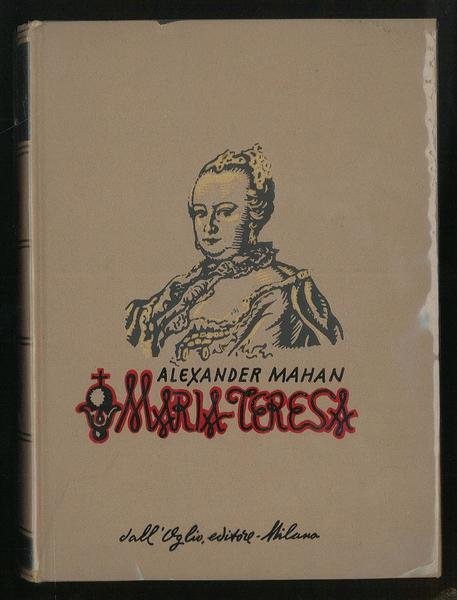 ALEXANDER MAHAN
MARIA-TERESA
dall'Oglio, editore - Milano